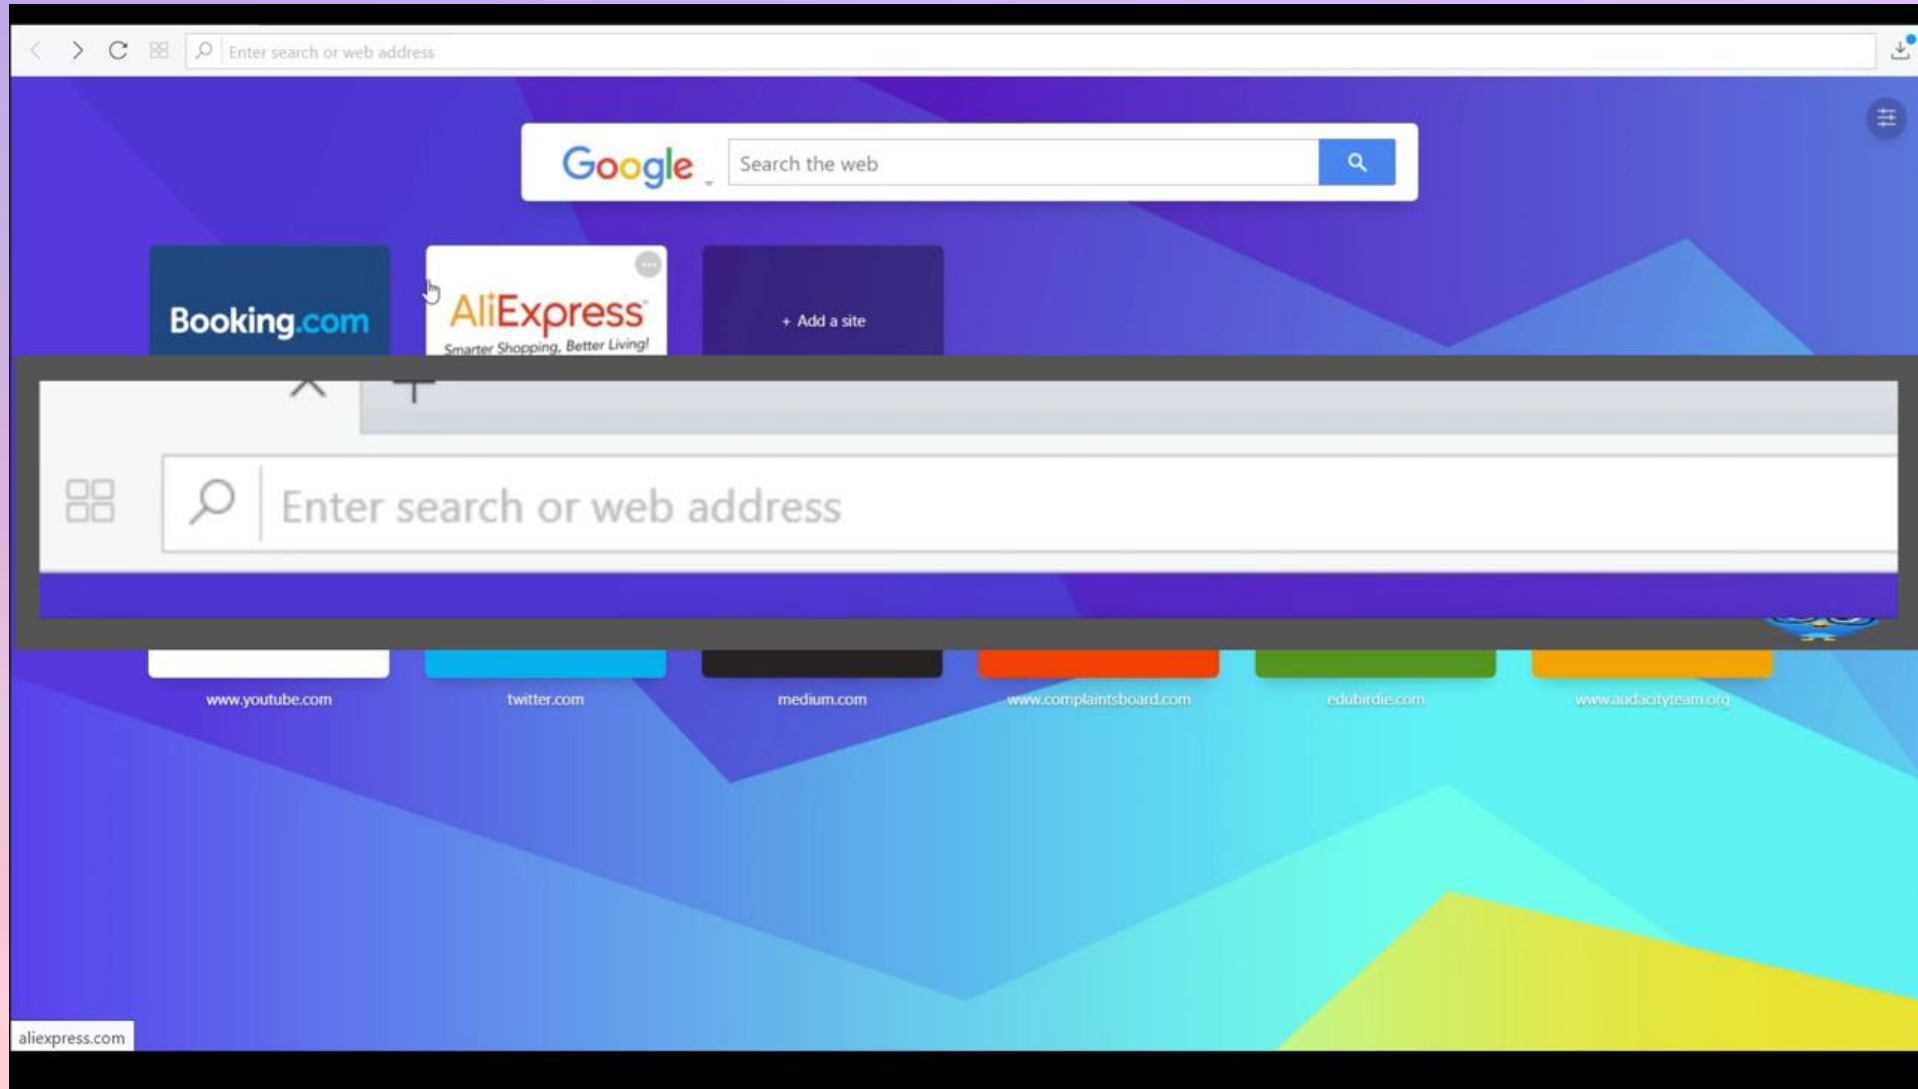 Enter search or web address
Google
Search the web
Booking.com
AliExpress™
Smarter Shopping, Better Living!
+ Add a site
Enter search or web address
www.youtube.com
twitter.com
medium.com
www.complaintsboard.com
edubirdie.com
www.audacityteam.org
aliexpress.com